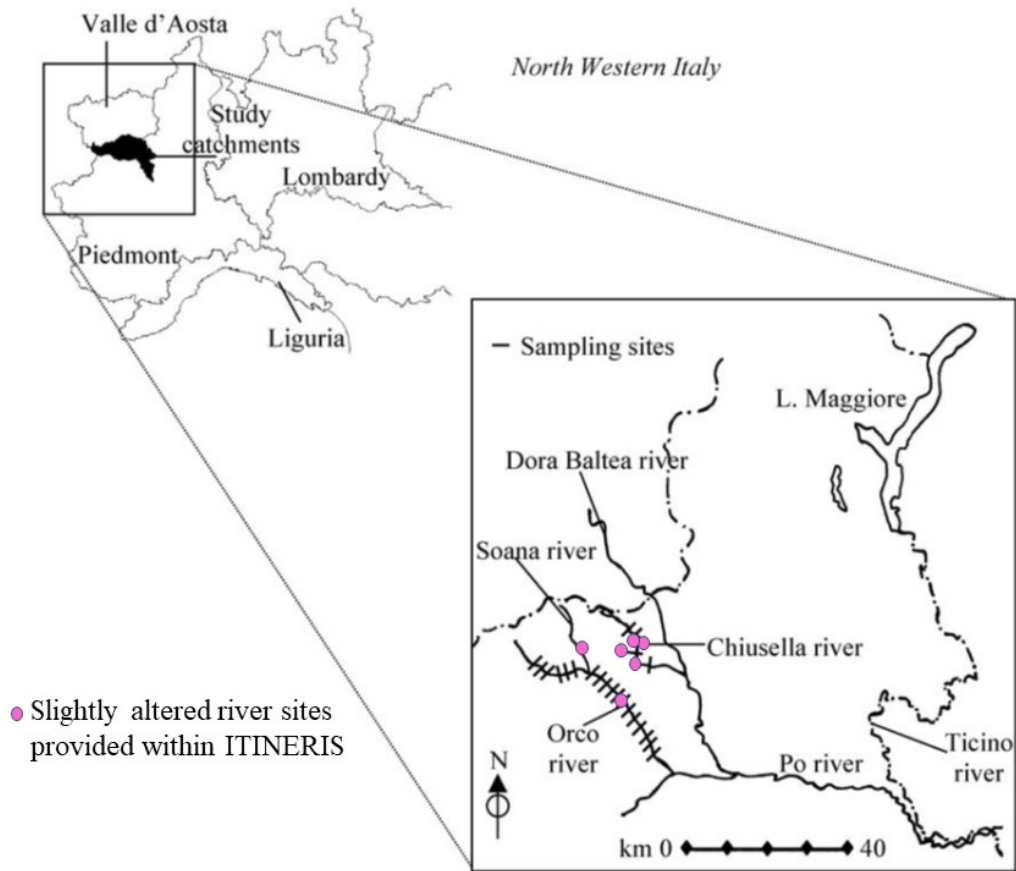 Valle d'Aosta
North Western Italy
Study
catchments
Lombardy
Piedmont
Liguria
– Sampling sites
L. Maggiore
Dora Baltea river
Soana river
Chiusella river
Slightly altered river sites
provided within ITINERIS
Orco
river
Ticino
river
Po river
N
km 0 40